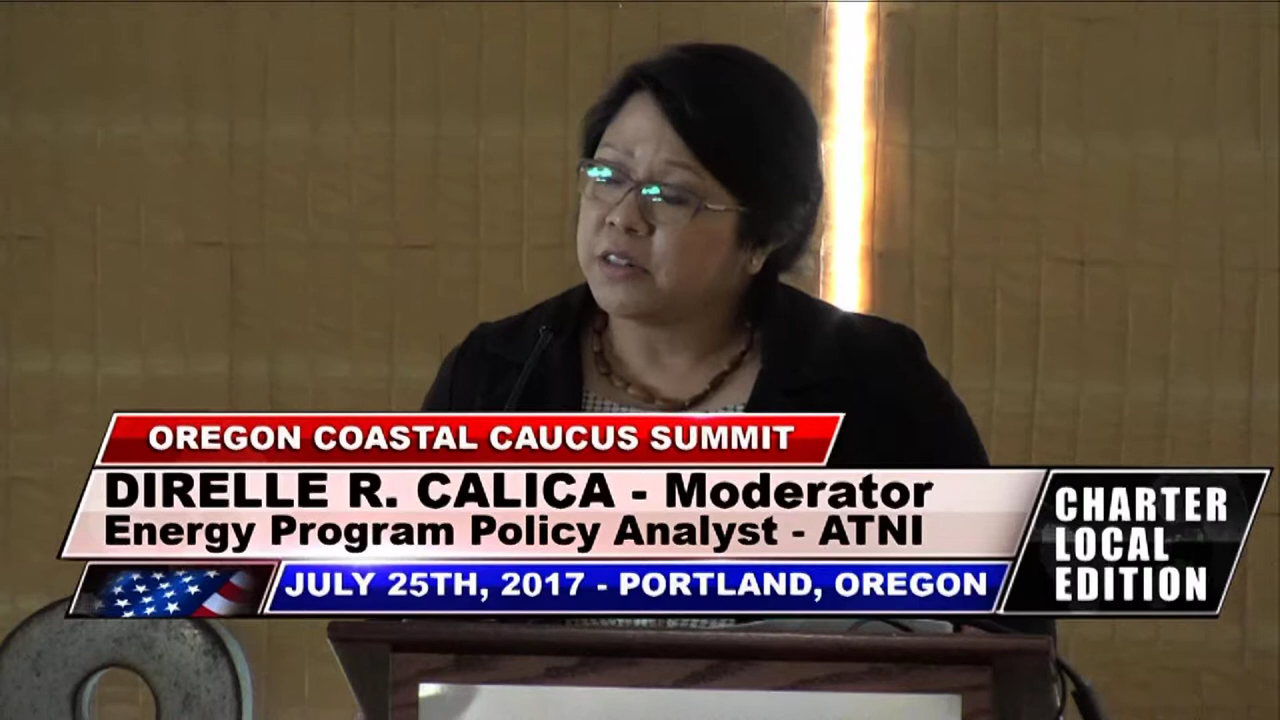 OREGON COASTAL CAUCUS SUMMIT
DIRELLE R. CALICA - Moderator
Energy Program Policy Analyst - ATNI
JULY 25TH, 2017 - PORTLAND, OREGON
CHARTER
LOCAL
EDITION